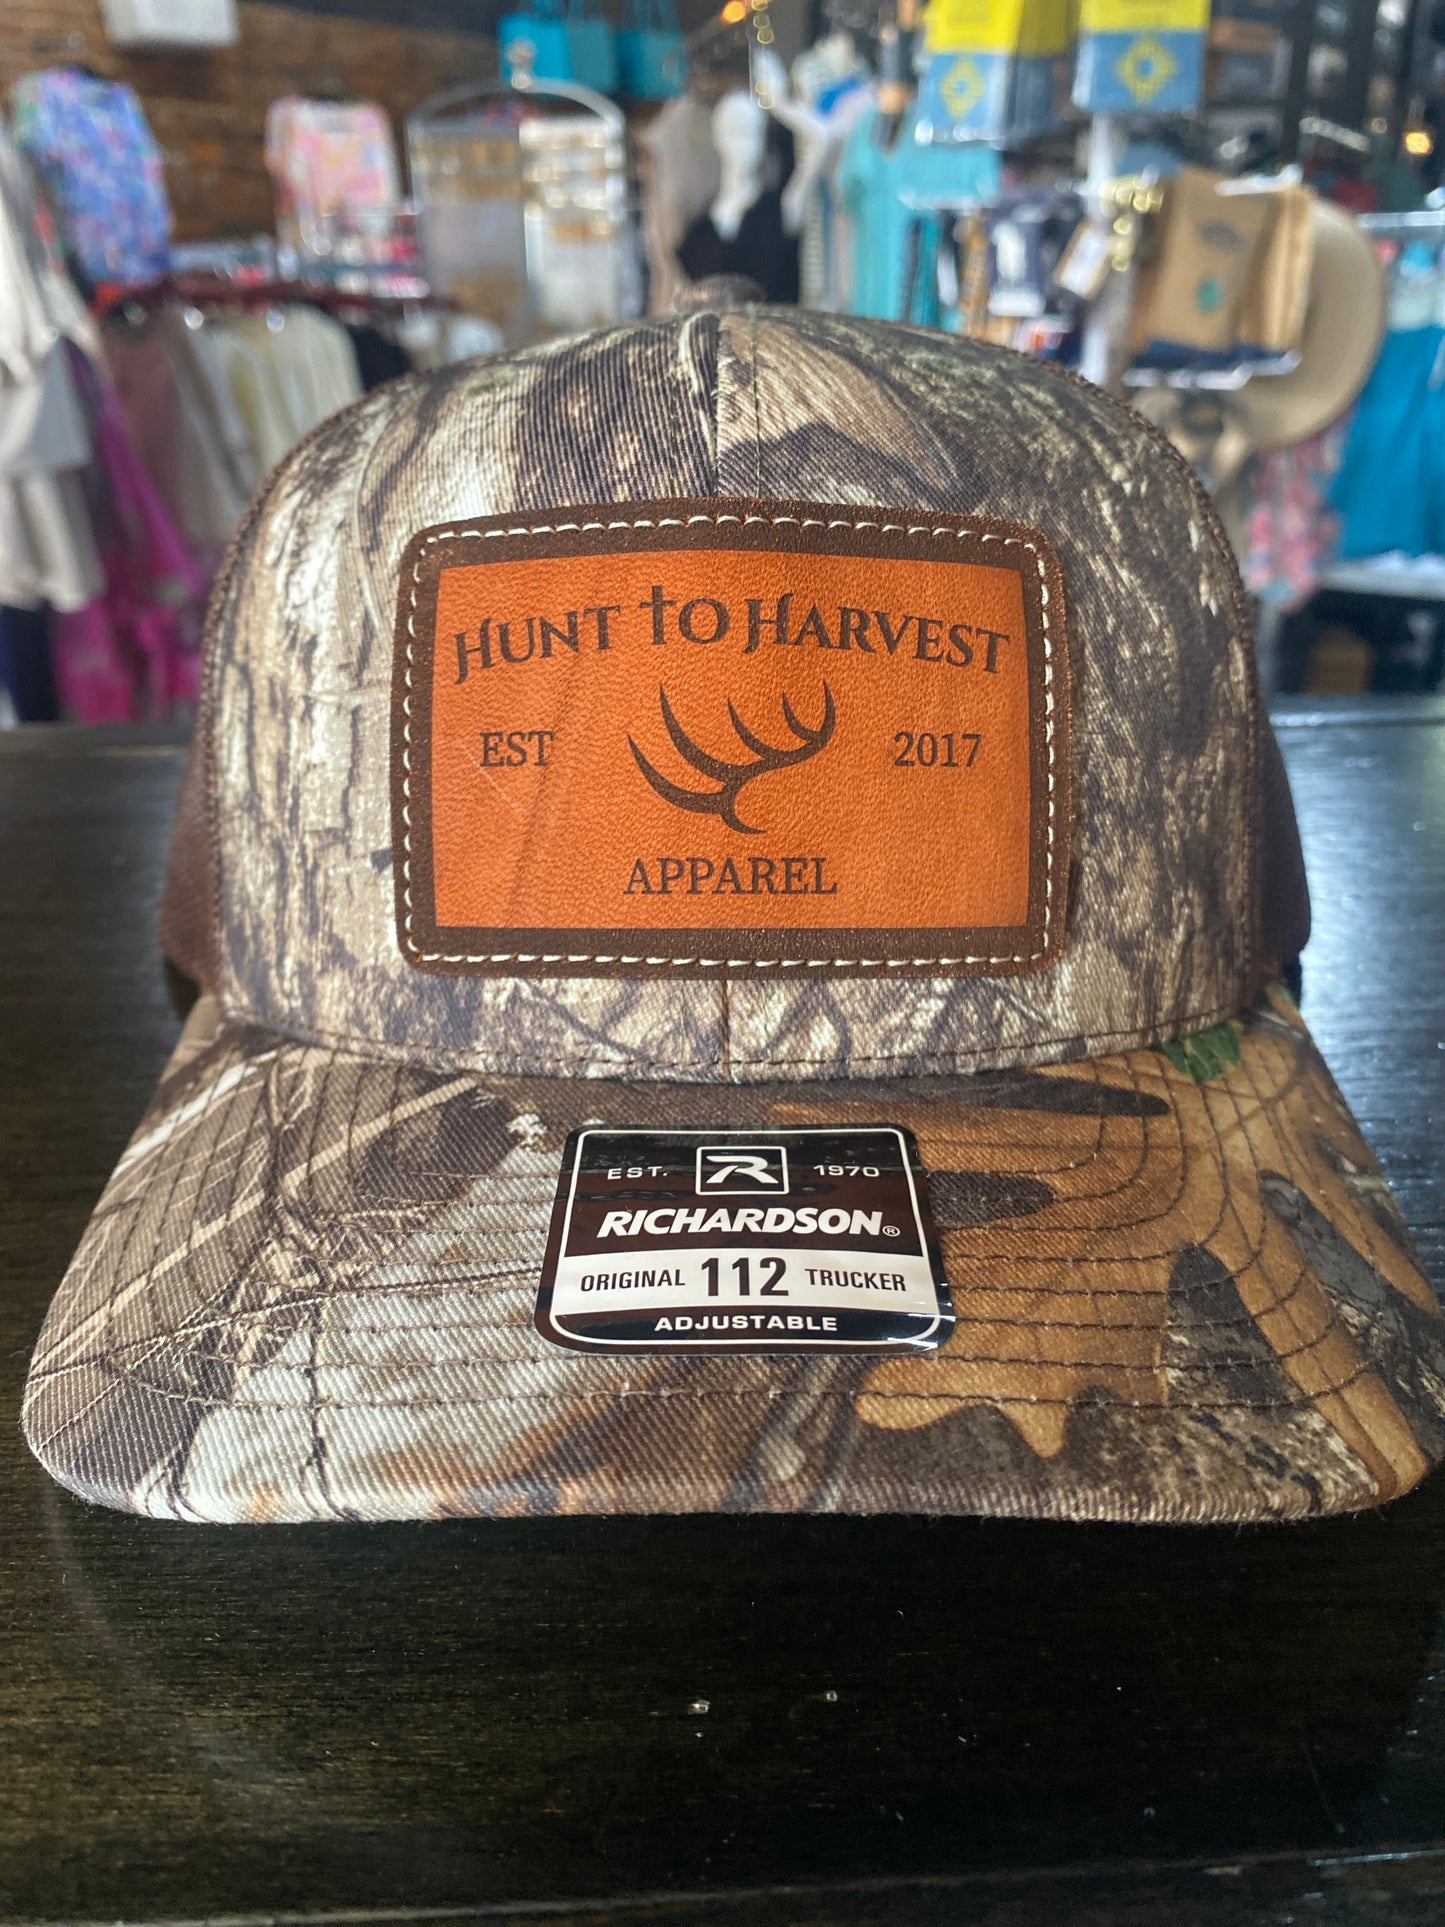 Hunt to Harvest
EST 2017
APPAREL
EST. R 1970
RICHARDSON®
ORIGINAL 112 TRUCKER
ADJUSTABLE